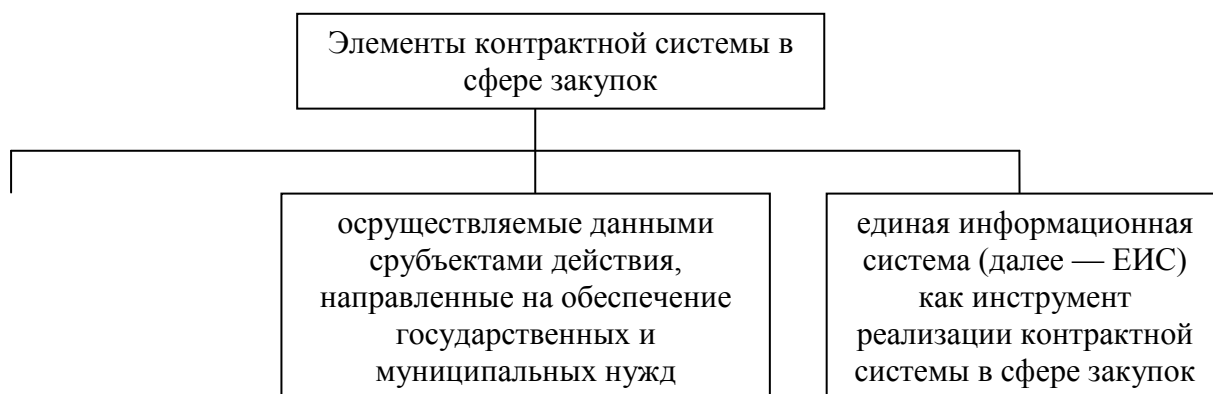 Элементы контрактной системы в
сфере закупок
осруществляемые данными
срубъектами действия,
направленные на обеспечение
государственных и
муниципальных нужд
единая информационная
система (далее — ЕИС)
как инструмент
реализации контрактной
системы в сфере закупок